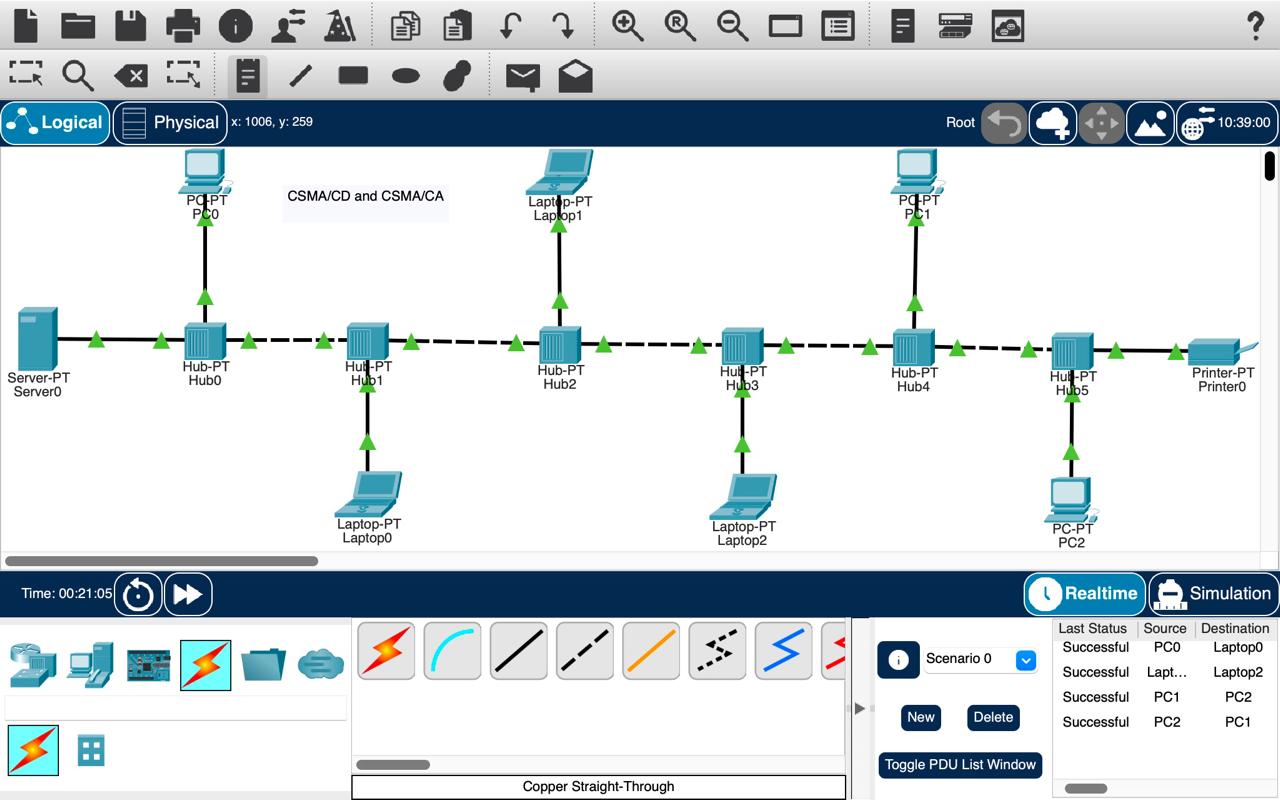 Logical
Physical
x: 1006, y: 259
Root
10:39:00
PC-PT
PC0
CSMA/CD and CSMA/CA
Laptop-PT
Laptop1
PC-PT
PC1
Server-PT
Server0
Hub-PT
Hub0
Hub-PT
Hub1
Hub-PT
Hub2
Hub-PT
Hub3
Hub-PT
Hub4
Hub-PT
Hub5
Printer-PT
Printer0
Laptop-PT
Laptop0
Laptop-PT
Laptop2
PC-PT
PC2
Time: 00:21:05
Realtime
Simulation
Scenario 0
New
Delete
Toggle PDU List Window
Last Status Source Destination
Successful PC0 Laptop0
Successful Lapt... Laptop2
Successful PC1 PC2
Successful PC2 PC1
Copper Straight-Through